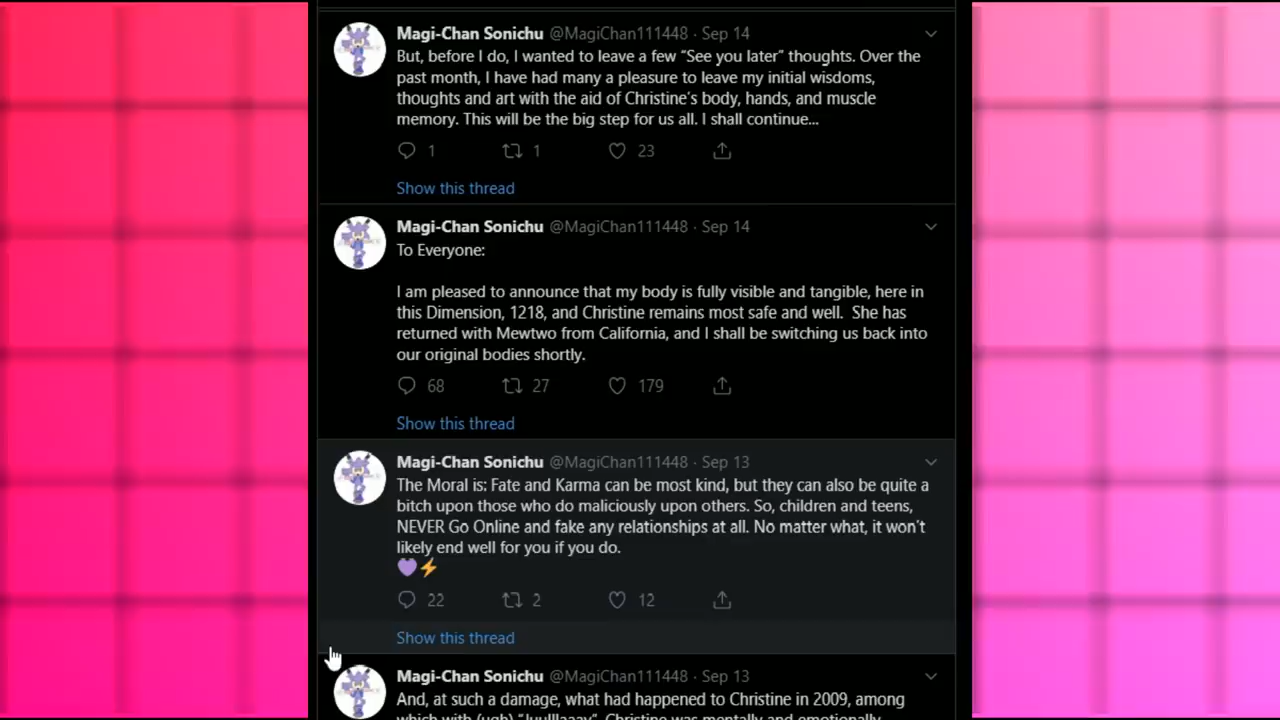 Magi-Chan Sonichu @MagiChan111448 · Sep 14
But, before I do, I wanted to leave a few “See you later” thoughts. Over the
past month, I have had many a pleasure to leave my initial wisdoms,
thoughts and art with the aid of Christine’s body, hands, and muscle
memory. This will be the big step for us all. I shall continue...
1 1 23
Show this thread
Magi-Chan Sonichu @MagiChan111448 · Sep 14
To Everyone:
I am pleased to announce that my body is fully visible and tangible, here in
this Dimension, 1218, and Christine remains most safe and well. She has
returned with Mewtwo from California, and I shall be switching us back into
our original bodies shortly.
68 27 179
Show this thread
Magi-Chan Sonichu @MagiChan111448 · Sep 13
The Moral is: Fate and Karma can be most kind, but they can also be quite a
bitch upon those who do maliciously upon others. So, children and teens,
NEVER Go Online and fake any relationships at all. No matter what, it won’t
likely end well for you if you do.
💜⚡
22 2 12
Show this thread
Magi-Chan Sonichu @MagiChan111448 · Sep 13
And, at such a damage, what had happened to Christine in 2009, among
which with (ugh) “Juulllaaay”, Christine was mentally and emotionally